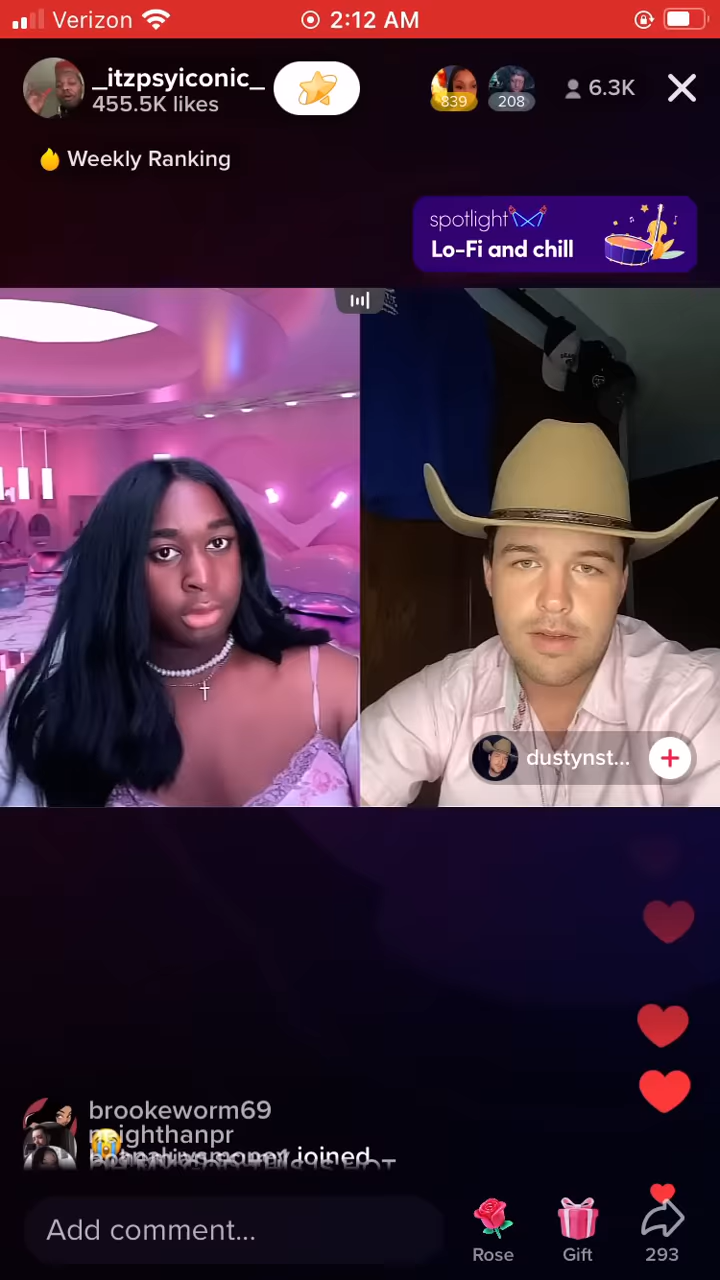 Verizon 2:12 AM
_itzpsyiconic_
455.5K likes
839
208
6.3K
Weekly Ranking
spotlight
Lo-Fi and chill
dustynst...
brookeworm69
neighthanpr
joined
Add comment...
Rose
Gift
293